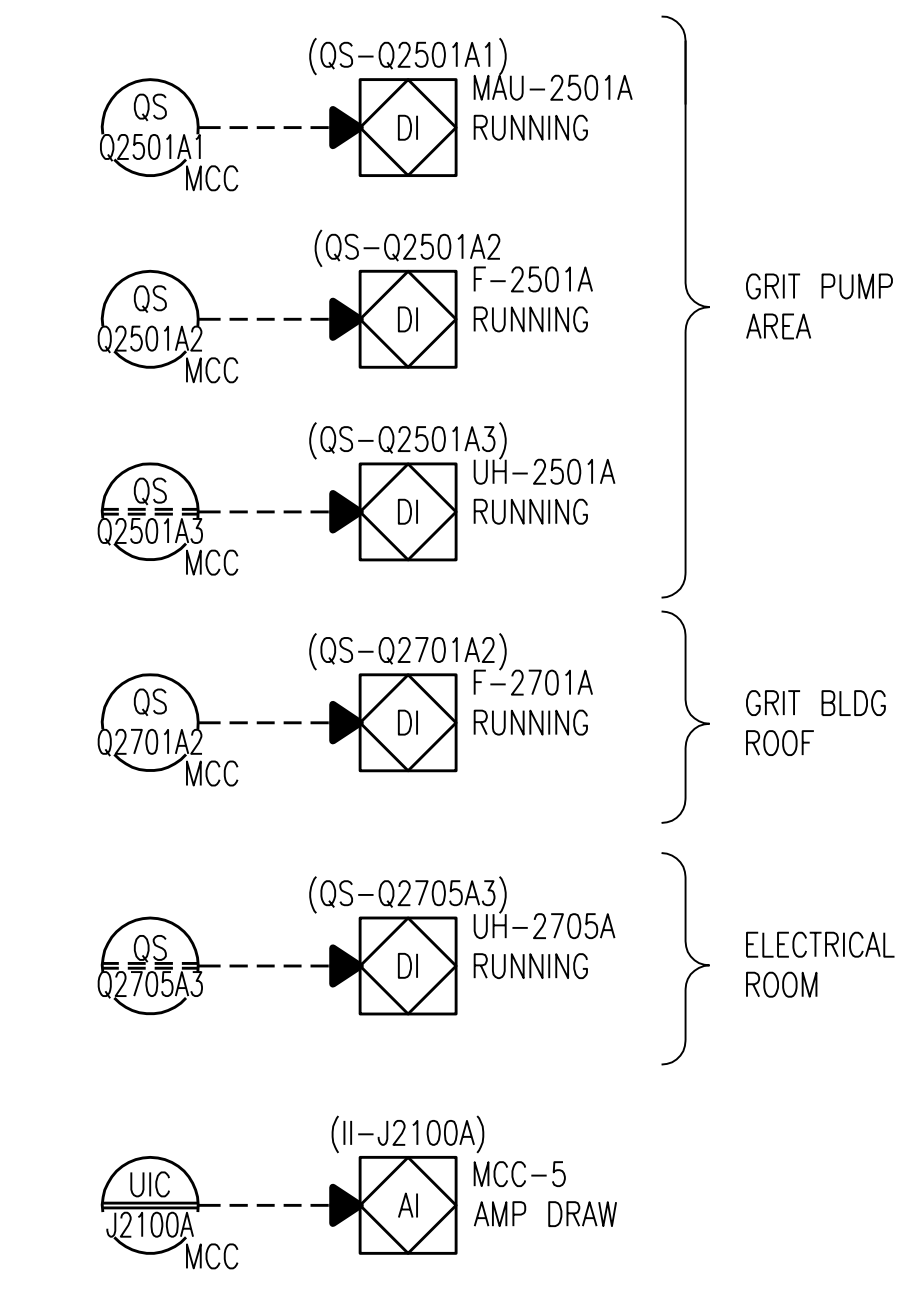 (QS-Q2501A1)
QS
Q2501A1
MCC
DI
MAU-2501A
RUNNING
(QS-Q2501A2
QS
Q2501A2
MCC
DI
F-2501A
RUNNING
GRIT PUMP
AREA
(QS-Q2501A3)
QS
Q2501A3
MCC
DI
UH-2501A
RUNNING
(QS-Q2701A2)
QS
Q2701A2
MCC
DI
F-2701A
RUNNING
GRIT BLDG
ROOF
(QS-Q2705A3)
QS
Q2705A3
DI
UH-2705A
RUNNING
ELECTRICAL
ROOM
(II-J2100A)
UIC
J2100A
MCC
AI
MCC-5
AMP DRAW